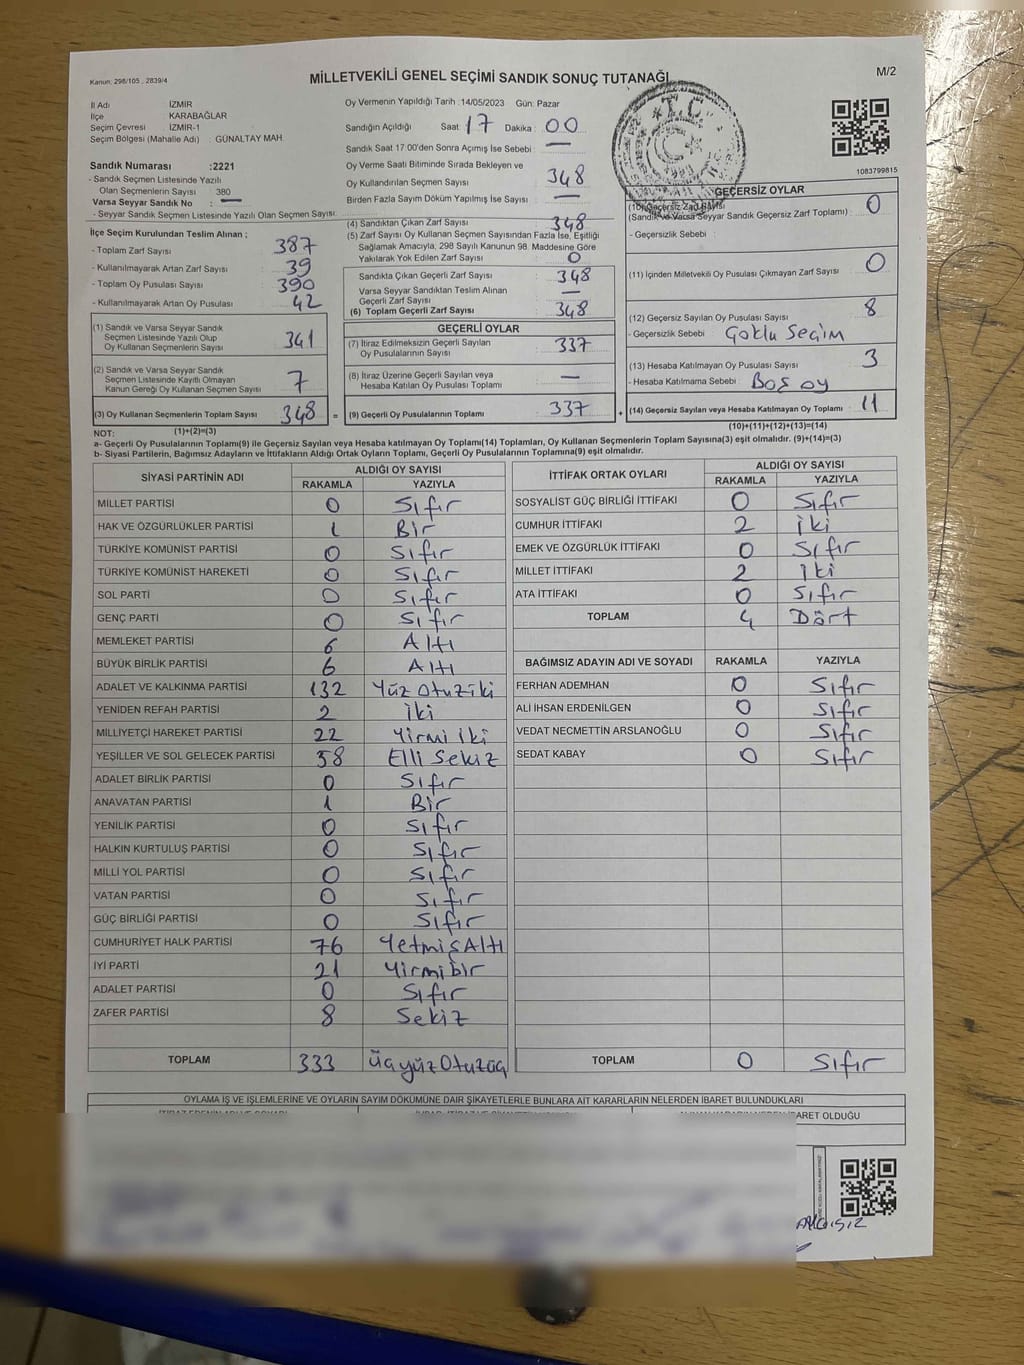 Kanun; 298/105 , 2839/4
MİLLETVEKİLİ GENEL SEÇİMİ SANDIK SONUÇ TUTANAĞI
M/2
İl Adı İZMİR
İlçe KARABAĞLAR
Seçim Çevresi İZMİR-1
Seçim Bölgesi (Mahalle Adı) : GÜNALTAY MAH.
Sandık Numarası :2221
- Sandık Seçmen Listesinde Yazılı
Olan Seçmenlerin Sayısı 380
Varsa Seyyar Sandık No : —
- Seyyar Sandık Seçmen Listesinde Yazılı Olan Seçmen Sayısı:
İlçe Seçim Kurulundan Teslim Alınan ;
- Toplam Zarf Sayısı : 387
- Kullanılmayarak Artan Zarf Sayısı : 39
- Toplam Oy Pusulası Sayısı : 390
- Kullanılmayarak Artan Oy Pusulası : 42
(1) Sandık ve Varsa Seyyar Sandık
Seçmen Listesinde Yazılı Olup
Oy Kullanan Seçmenlerin Sayısı 341
(2) Sandık ve Varsa Seyyar Sandık
Seçmen Listesinde Kayıtlı Olmayan
Kanun Gereği Oy Kullanan Seçmen Sayısı 7
(3) Oy Kullanan Seçmenlerin Toplam Sayısı 348
(1)+(2)=(3)
Oy Vermenin Yapıldığı Tarih :14/05/2023 Gün: Pazar
Sandığın Açıldığı Saat: 17 Dakika : 00
Sandık Saat 17:00'den Sonra Açımış İse Sebebi : —
Oy Verme Saati Bitiminde Sırada Bekleyen ve
Oy Kullandırılan Seçmen Sayısı : 348
Birden Fazla Sayım Döküm Yapılmış İse Sayısı : —
(4) Sandıktan Çıkan Zarf Sayısı : 348
(5) Zarf Sayısı Oy Kullanan Seçmen Sayısından Fazla İse, Eşitliği
Sağlamak Amacıyla, 298 Sayılı Kanunun 98. Maddesine Göre
Yakılarak Yok Edilen Zarf Sayısı : 0
Sandıkta Çıkan Geçerli Zarf Sayısı : 348
Varsa Seyyar Sandıktan Teslim Alınan
Geçerli Zarf Sayısı : —
(6) Toplam Geçerli Zarf Sayısı : 348
GEÇERLİ OYLAR
(7) İtiraz Edilmeksizin Geçerli Sayılan
Oy Pusulalarının Sayısı : 337
(8) İtiraz Üzerine Geçerli Sayılan veya
Hesaba Katılan Oy Pusulası Toplamı : —
= (9) Geçerli Oy Pusulalarının Toplamı : 337 +
1083799815
GEÇERSİZ OYLAR
(10) Geçersiz Zarf Sayısı
(Sandık ve Varsa Seyyar Sandık Geçersiz Zarf Toplamı) : 0
- Geçersizlik Sebebi :
(11) İçinden Milletvekili Oy Pusulası Çıkmayan Zarf Sayısı : 0
(12) Geçersiz Sayılan Oy Pusulası Sayısı : 8
- Geçersizlik Sebebi : Çoklu Seçim
(13) Hesaba Katılmayan Oy Pusulası Sayısı : 3
- Hesaba Katılmama Sebebi : Boş oy
(14) Geçersiz Sayılan veya Hesaba Katılmayan Oy Toplamı : 11
(10)+(11)+(12)+(13)=(14)
NOT:
a- Geçerli Oy Pusulalarının Toplamı(9) ile Geçersiz Sayılan veya Hesaba katılmayan Oy Toplamı(14) Toplamları, Oy Kullanan Seçmenlerin Toplam Sayısına(3) eşit olmalıdır. (9)+(14)=(3)
b- Siyasi Partilerin, Bağımsız Adayların ve İttifakların Aldığı Ortak Oyların Toplamı, Geçerli Oy Pusulalarının Toplamına(9) eşit olmalıdır.
SİYASİ PARTİNİN ADI ALDIĞI OY SAYISI
RAKAMLA YAZIYLA
MİLLET PARTİSİ 0 Sıfır
HAK VE ÖZGÜRLÜKLER PARTİSİ 1 Bir
TÜRKİYE KOMÜNİST PARTİSİ 0 Sıfır
TÜRKİYE KOMÜNİST HAREKETİ 0 Sıfır
SOL PARTİ 0 Sıfır
GENÇ PARTİ 0 Sıfır
MEMLEKET PARTİSİ 6 Altı
BÜYÜK BİRLİK PARTİSİ 6 Altı
ADALET VE KALKINMA PARTİSİ 132 Yüz Otuz iki
YENİDEN REFAH PARTİSİ 2 iki
MİLLİYETÇİ HAREKET PARTİSİ 22 Yirmi iki
YEŞİLLER VE SOL GELECEK PARTİSİ 58 Elli Sekiz
ADALET BİRLİK PARTİSİ 0 Sıfır
ANAVATAN PARTİSİ 1 Bir
YENİLİK PARTİSİ 0 Sıfır
HALKIN KURTULUŞ PARTİSİ 0 Sıfır
MİLLİ YOL PARTİSİ 0 Sıfır
VATAN PARTİSİ 0 Sıfır
GÜÇ BİRLİĞİ PARTİSİ 0 Sıfır
CUMHURİYET HALK PARTİSİ 76 Yetmiş Altı
İYİ PARTİ 21 Yirmi bir
ADALET PARTİSİ 0 Sıfır
ZAFER PARTİSİ 8 Sekiz
TOPLAM 333 Üç yüz Otuz üç
İTTİFAK ORTAK OYLARI ALDIĞI OY SAYISI
RAKAMLA YAZIYLA
SOSYALİST GÜÇ BİRLİĞİ İTTİFAKI 0 Sıfır
CUMHUR İTTİFAKI 2 iki
EMEK VE ÖZGÜRLÜK İTTİFAKI 0 Sıfır
MİLLET İTTİFAKI 2 iki
ATA İTTİFAKI 0 Sıfır
TOPLAM 4 Dört
BAĞIMSIZ ADAYIN ADI VE SOYADI RAKAMLA YAZIYLA
FERHAN ADEMHAN 0 Sıfır
ALİ İHSAN ERDENİLGEN 0 Sıfır
VEDAT NECMETTİN ARSLANOĞLU 0 Sıfır
SEDAT KABAY 0 Sıfır
TOPLAM 0 Sıfır
OYLAMA İŞ VE İŞLEMLERİNE VE OYLARIN SAYIM DÖKÜMÜNE DAİR ŞİKAYETLERLE BUNLARA AİT KARARLARIN NELERDEN İBARET BULUNDUKLARI